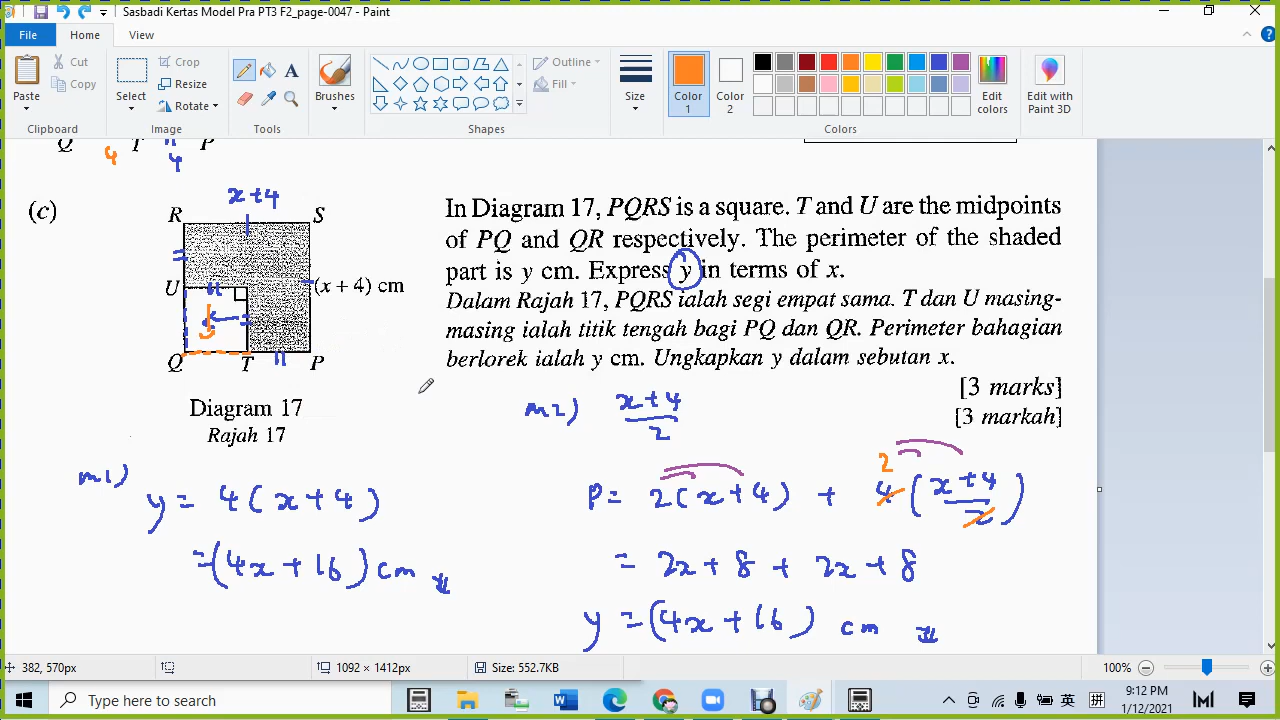 Sasbadi Kertas Model Pra PT3 F2_page-0047 - Paint
File Home View
Paste Cut Copy Clipboard
Select Crop Resize Rotate Image
Tools
Brushes
Outline Fill Shapes
Size
Color 1 Color 2 Edit colors Colors
Edit with Paint 3D
Q T P
4 4
(c)
x+4
R S
U (x + 4) cm
Q T P
Diagram 17
Rajah 17
In Diagram 17, PQRS is a square. T and U are the midpoints
of PQ and QR respectively. The perimeter of the shaded
part is y cm. Express y in terms of x.
Dalam Rajah 17, PQRS ialah segi empat sama. T dan U masing-
masing ialah titik tengah bagi PQ dan QR. Perimeter bahagian
berlorek ialah y cm. Ungkapkan y dalam sebutan x.
[3 marks]
[3 markah]
m1)
y = 4(x+4)
=(4x+16) cm
m2) x+4
2
2
P= 2(x+4) + 4(x+4
2)
= 2x+8 + 2x+8
y =(4x+16) cm
382, 570px 1092 × 1412px Size: 552.7KB 100%
Type here to search
英 拼 9:12 PM
1/12/2021